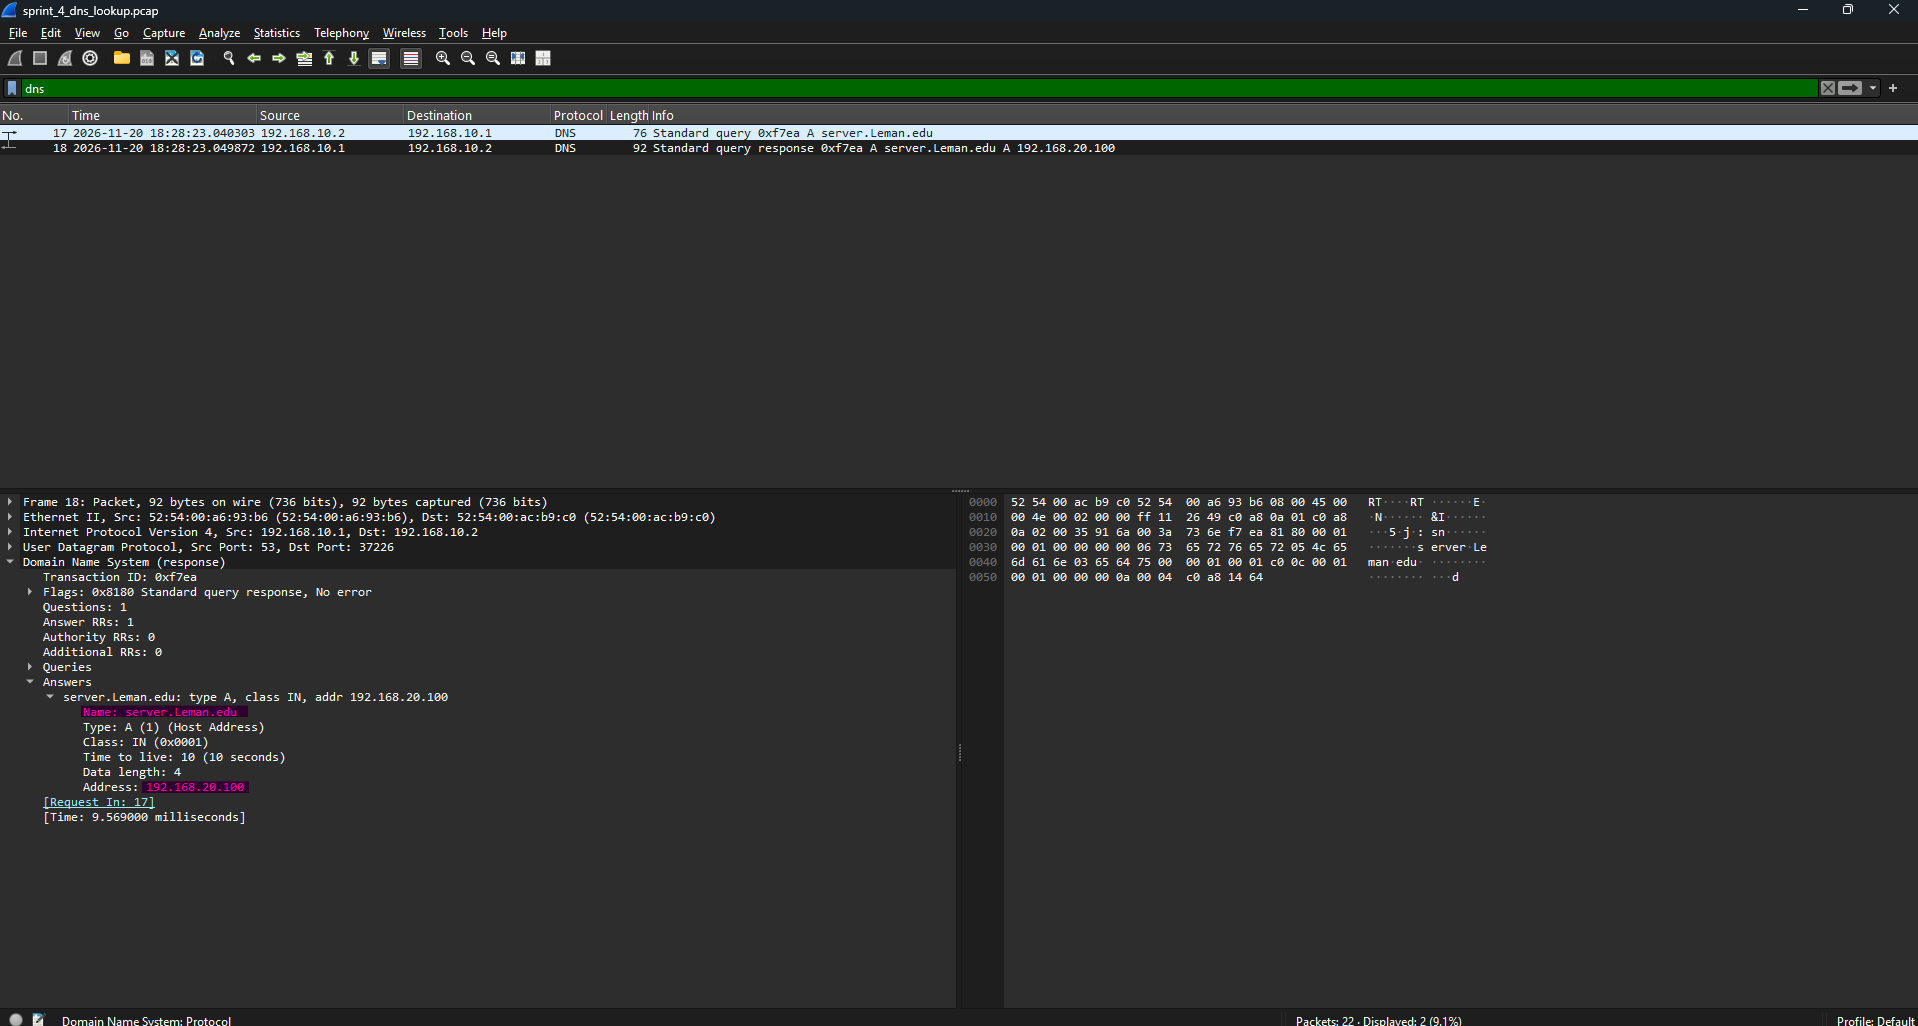 sprint_4_dns_lookup.pcap
File Edit View Go Capture Analyze Statistics Telephony Wireless Tools Help
dns
No. Time Source Destination Protocol Length Info
17 2026-11-20 18:28:23.040303 192.168.10.2 192.168.10.1 DNS 76 Standard query 0xf7ea A server.Leman.edu
18 2026-11-20 18:28:23.049872 192.168.10.1 192.168.10.2 DNS 92 Standard query response 0xf7ea A server.Leman.edu A 192.168.20.100
Frame 18: Packet, 92 bytes on wire (736 bits), 92 bytes captured (736 bits)
Ethernet II, Src: 52:54:00:a6:93:b6 (52:54:00:a6:93:b6), Dst: 52:54:00:ac:b9:c0 (52:54:00:ac:b9:c0)
Internet Protocol Version 4, Src: 192.168.10.1, Dst: 192.168.10.2
User Datagram Protocol, Src Port: 53, Dst Port: 37226
Domain Name System (response)
Transaction ID: 0xf7ea
Flags: 0x8180 Standard query response, No error
Questions: 1
Answer RRs: 1
Authority RRs: 0
Additional RRs: 0
Queries
Answers
server.Leman.edu: type A, class IN, addr 192.168.20.100
Name: server.Leman.edu
Type: A (1) (Host Address)
Class: IN (0x0001)
Time to live: 10 (10 seconds)
Data length: 4
Address: 192.168.20.100
[Request In: 17]
[Time: 9.569000 milliseconds]
0000 52 54 00 ac b9 c0 52 54 00 a6 93 b6 08 00 45 00 RT····RT ······E·
0010 00 4e 00 02 00 00 ff 11 26 49 c0 a8 0a 01 c0 a8 ·N······ &I······
0020 0a 02 00 35 91 6a 00 3a 73 6e f7 ea 81 80 00 01 ···5·j·: sn······
0030 00 01 00 00 00 00 06 73 65 72 76 65 72 05 4c 65 ·······s erver·Le
0040 6d 61 6e 03 65 64 75 00 00 01 00 01 c0 0c 00 01 man·edu· ········
0050 00 01 00 00 00 0a 00 04 c0 a8 14 64 ········ ···d
Domain Name System: Protocol
Packets: 22 · Displayed: 2 (9.1%)
Profile: Default